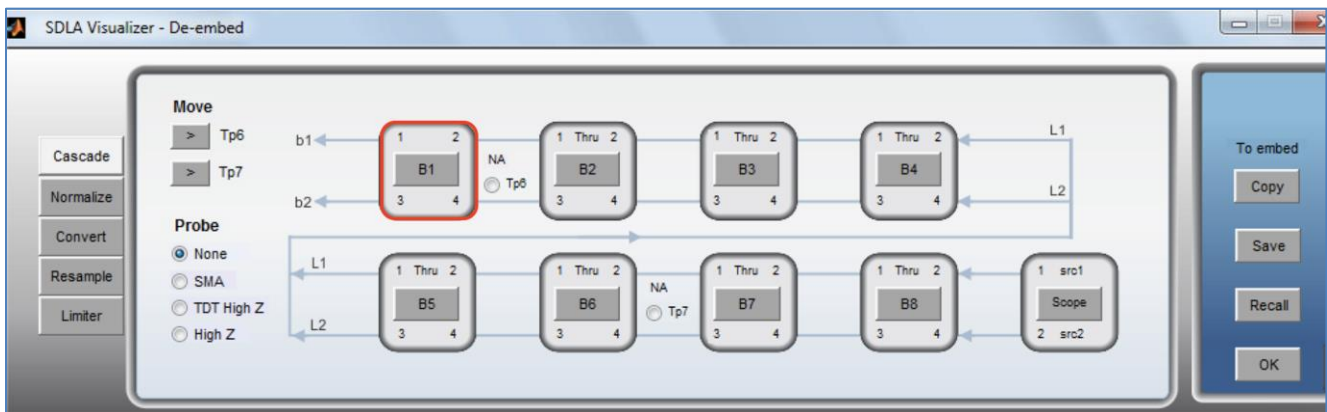 SDLA Visualizer - De-embed
Cascade
Normalize
Convert
Resample
Limiter
Move
> Tp6
> Tp7
Probe
None
SMA
TDT High Z
High Z
b1
b2
1 2
B1
3 4
NA
Tp6
1 Thru 2
B2
3 4
1 Thru 2
B3
3 4
1 Thru 2
B4
3 4
L1
L2
L1
L2
1 Thru 2
B5
3 4
1 Thru 2
B6
3 4
NA
Tp7
1 Thru 2
B7
3 4
1 Thru 2
B8
3 4
1 src1
Scope
2 src2
To embed
Copy
Save
Recall
OK